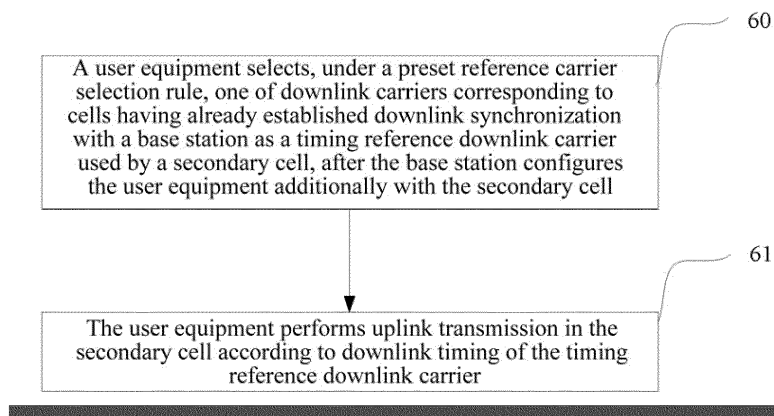 60
A user equipment selects, under a preset reference carrier
selection rule, one of downlink carriers corresponding to
cells having already established downlink synchronization
with a base station as a timing reference downlink carrier
used by a secondary cell, after the base station configures
the user equipment additionally with the secondary cell
61
The user equipment performs uplink transmission in the
secondary cell according to downlink timing of the timing
reference downlink carrier